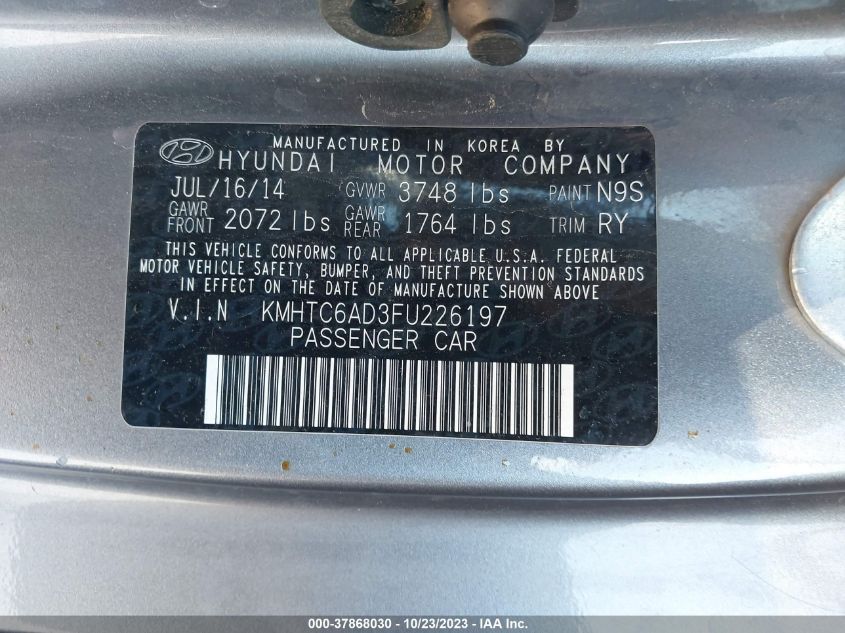 MANUFACTURED IN KOREA BY
HYUNDAI MOTOR COMPANY
JUL/16/14 GVWR 3748 lbs PAINT N9S
GAWR FRONT 2072 lbs GAWR REAR 1764 lbs TRIM RY
THIS VEHICLE CONFORMS TO ALL APPLICABLE U.S.A. FEDERAL
MOTOR VEHICLE SAFETY, BUMPER, AND THEFT PREVENTION STANDARDS
IN EFFECT ON THE DATE OF MANUFACTURE SHOWN ABOVE
V.I.N KMHTC6AD3FU226197
PASSENGER CAR
000-37868030 - 10/23/2023 - IAA Inc.